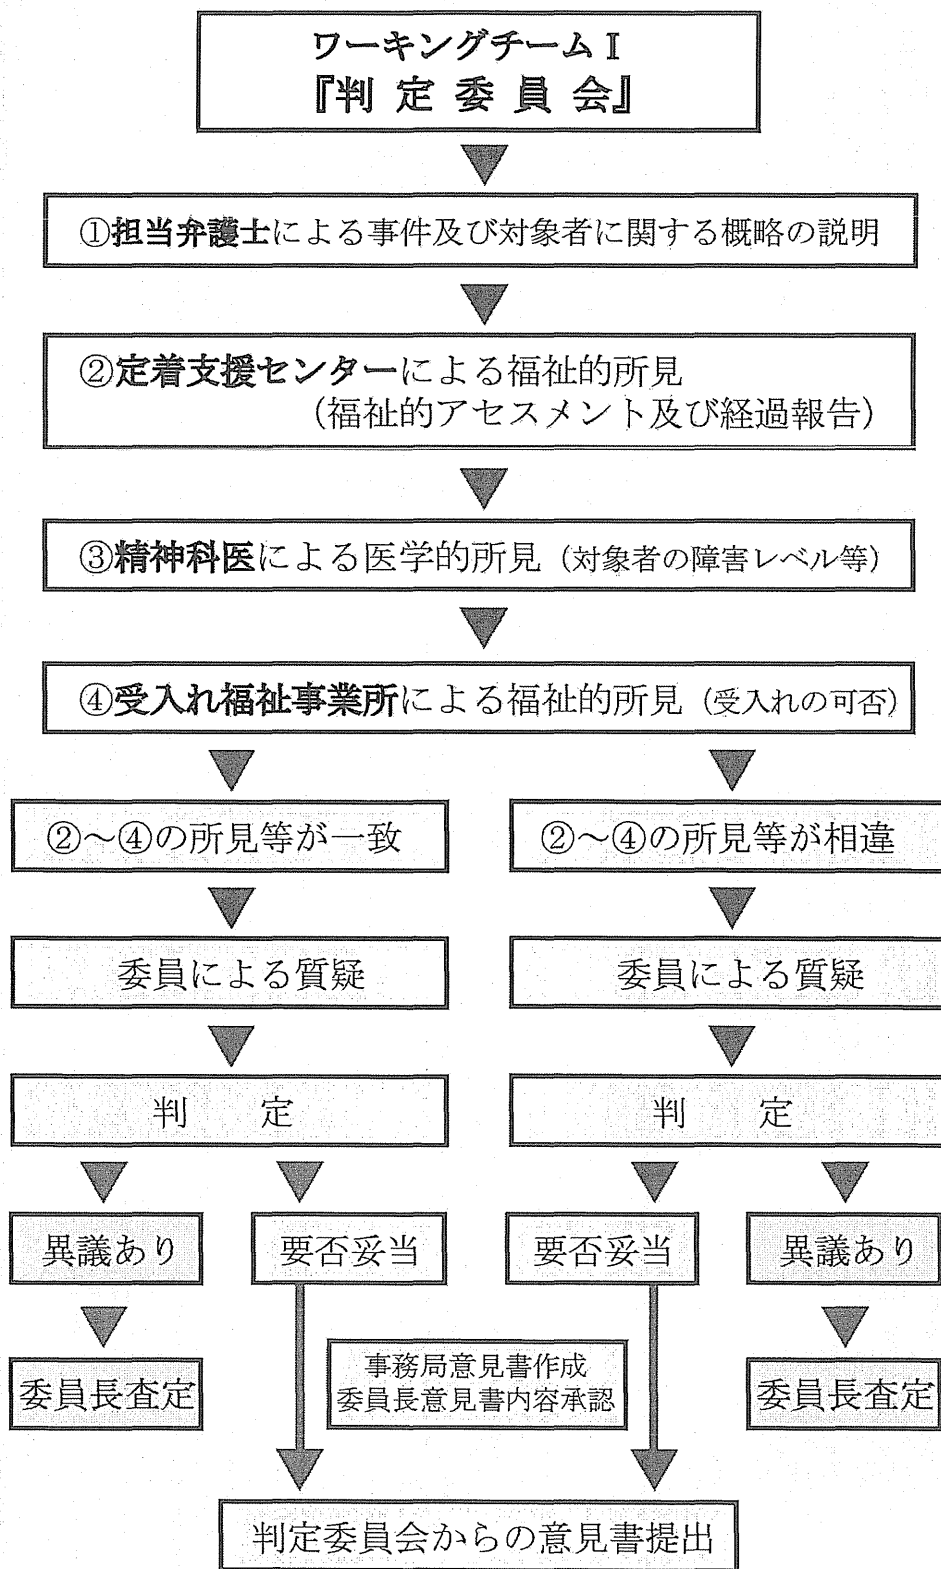 ワーキングチームⅠ
『判 定 委 員 会』
①担当弁護士による事件及び対象者に関する概略の説明
②定着支援センターによる福祉的所見
（福祉的アセスメント及び経過報告）
③精神科医による医学的所見（対象者の障害レベル等）
④受入れ福祉事業所による福祉的所見（受入れの可否）
②～④の所見等が一致
②～④の所見等が相違
委員による質疑
委員による質疑
判　　定
判　　定
異議あり
要否妥当
要否妥当
異議あり
委員長査定
事務局意見書作成
委員長意見書内容承認
委員長査定
判定委員会からの意見書提出